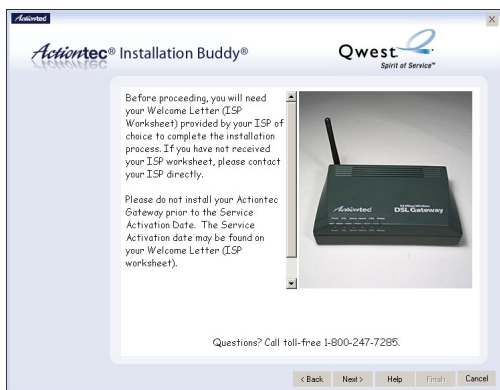 Actiontec
Actiontec® Installation Buddy®
Qwest
Spirit of Service™
Before proceeding, you will need
your Welcome Letter (ISP
Worksheet) provided by your ISP of
choice to complete the installation
process. If you have not received
your ISP worksheet, please contact
your ISP directly.
Please do not install your Actiontec
Gateway prior to the Service
Activation Date. The Service
Activation date may be found on
your Welcome Letter (ISP
worksheet).
Actiontec
DSL Gateway
Questions? Call toll-free 1-800-247-7285.
< Back
Next >
Help
Finish
Cancel